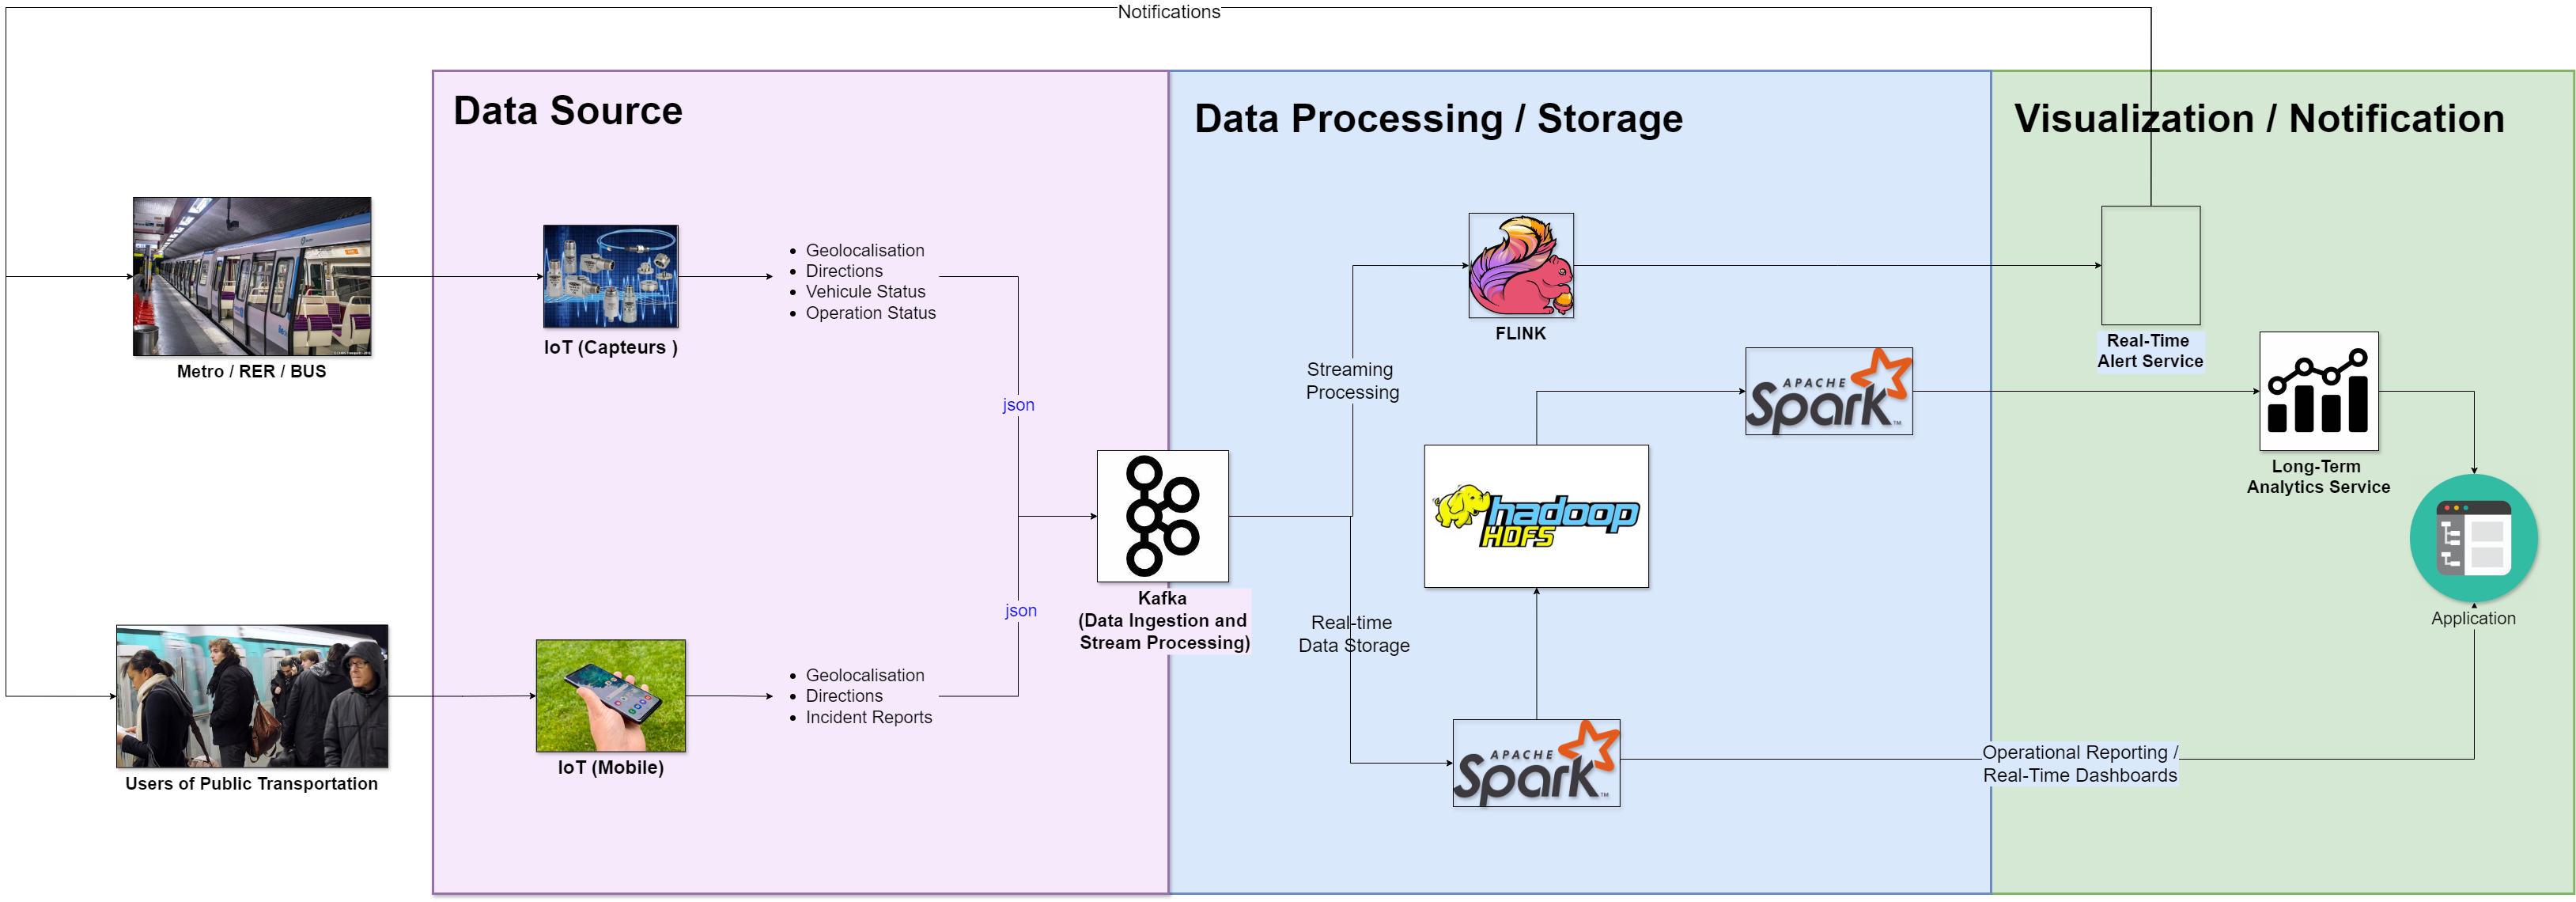 Notifications
Data Source
Data Processing / Storage
Visualization / Notification
Metro / RER / BUS
IoT (Capteurs )
Geolocalisation
Directions
Vehicule Status
Operation Status
json
FLINK
Real-Time
Alert Service
Streaming
Processing
APACHE
Spark
TM
Long-Term
Analytics Service
hadoop
HDFS
Kafka
(Data Ingestion and
Stream Processing)
json
Real-time
Data Storage
Application
Users of Public Transportation
IoT (Mobile)
Geolocalisation
Directions
Incident Reports
APACHE
Spark
TM
Operational Reporting /
Real-Time Dashboards